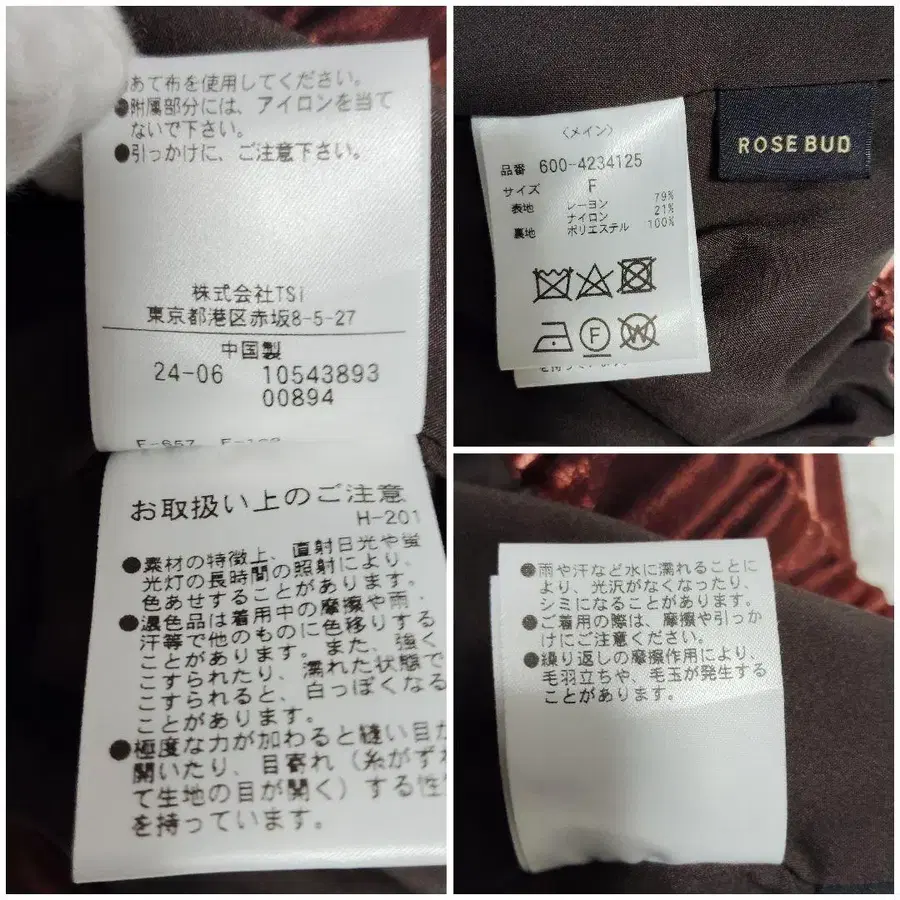 あて布を使用してください。
●附属部分には、アイロンを当て
ないで下さい。
●引っかけに、ご注意下さい。
株式会社TSI
東京都港区赤坂8-5-27
中国製
24-06 10543893
00894
お取扱い上のご注意
H-201
●素材の特徴上、直射日光や蛍
光灯の長時間の照射により、
色あせすることがあります。
●濃色品は着用中の摩擦や雨・
汗等で他のものに色移りする
ことがあります。また、強く
こすられたり、濡れた状態で
こすられると、白っぽくなる
ことがあります。
●極度な力が加わると縫い目が
開いたり、目寄れ（糸がずれ
て生地の目が開く）する性
を持っています。
〈メイン〉
品番 600-4234125
サイズ F
表地 レーヨン 79%
ナイロン 21%
裏地 ポリエステル 100%
F
W
ROSE BUD
●雨や汗など水に濡れることに
より、光沢がなくなったり、
シミになることがあります。
●ご着用の際は、摩擦や引っか
けにご注意ください。
●繰り返しの摩擦作用により、
毛羽立ちや、毛玉が発生する
ことがあります。